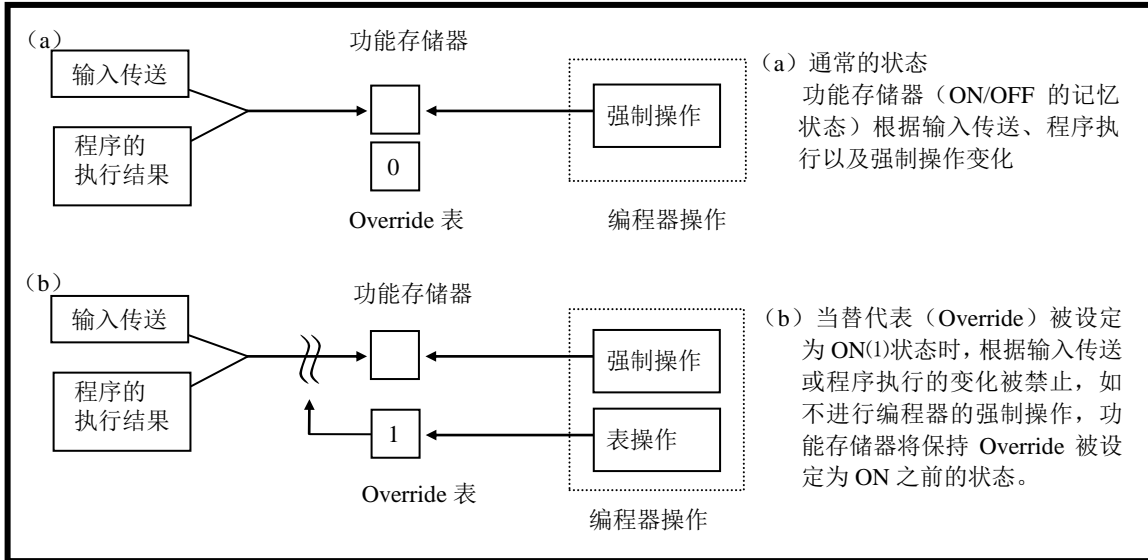 (a)
功能存储器
输入传送
强制操作
程序的
执行结果
0
Override 表
编程器操作
(a)通常的状态
功能存储器(ON/OFF 的记忆
状态)根据输入传送、程序执
行以及强制操作变化
(b)
功能存储器
输入传送
强制操作
程序的
执行结果
1
表操作
Override 表
编程器操作
(b)当替代表(Override)被设定
为 ON⑴状态时,根据输入传送
或程序执行的变化被禁止,如
不进行编程器的强制操作,功
能存储器将保持 Override 被设
定为 ON 之前的状态。